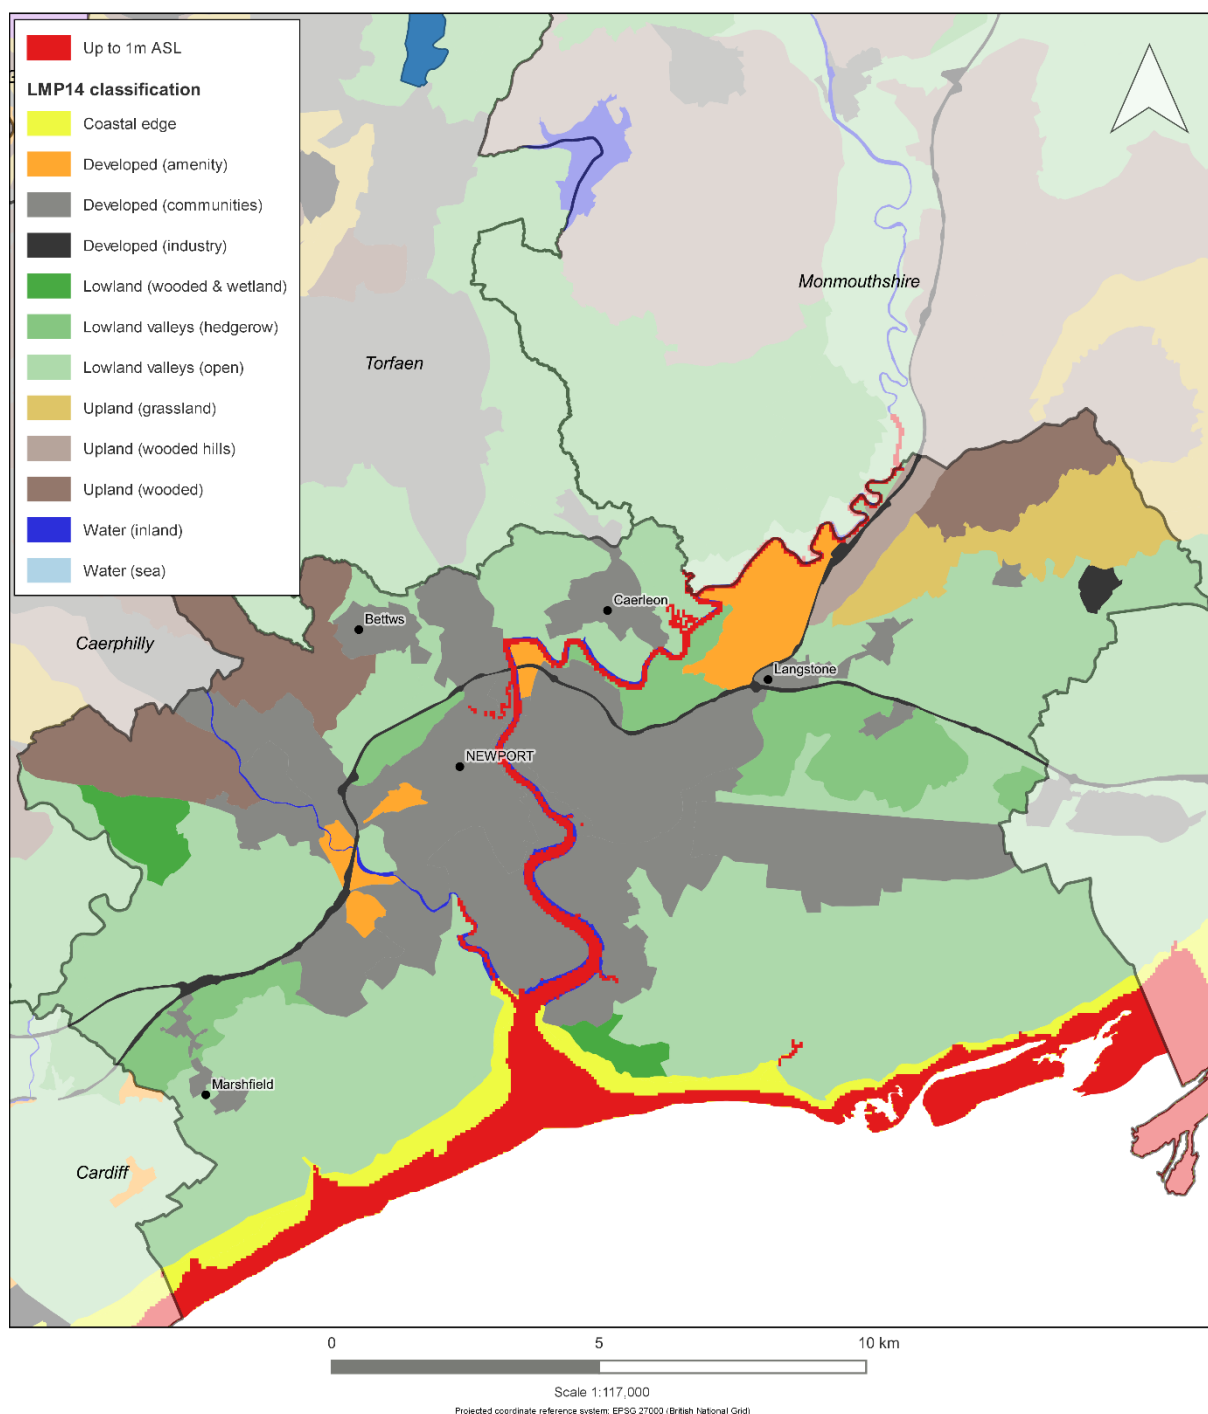 Up to 1m ASL
LMP14 classification
Coastal edge
Developed (amenity)
Developed (communities)
Developed (industry)
Lowland (wooded & wetland)
Lowland valleys (hedgerow)
Lowland valleys (open)
Upland (grassland)
Upland (wooded hills)
Upland (wooded)
Water (inland)
Water (sea)
Monmouthshire
Torfaen
Caerleon
Bettws
Caerphilly
Langstone
NEWPORT
Marshfield
Cardiff
0 5 10 km
Scale 1:117,000
Projected coordinate reference system: EPSG 27000 (British National Grid)